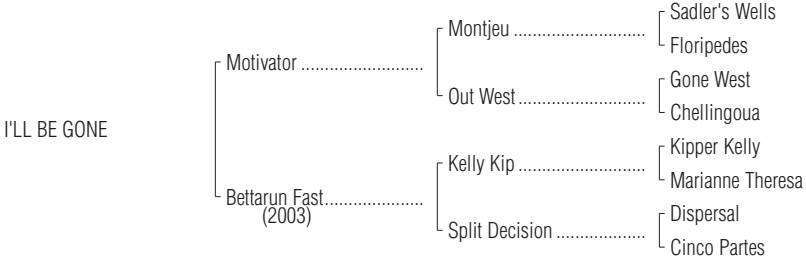 Sadler's Wells
Montjeu ..........................
Floripedes
Motivator ........................
Gone West
Out West ..........................
Chellingoua
I'LL BE GONE
Kipper Kelly
Kelly Kip ..........................
Marianne Theresa
Bettarun Fast ...................
(2003)
Dispersal
Split Decision ..................
Cinco Partes